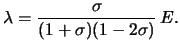 λ = σ / (1 + σ)(1 − 2σ) E.